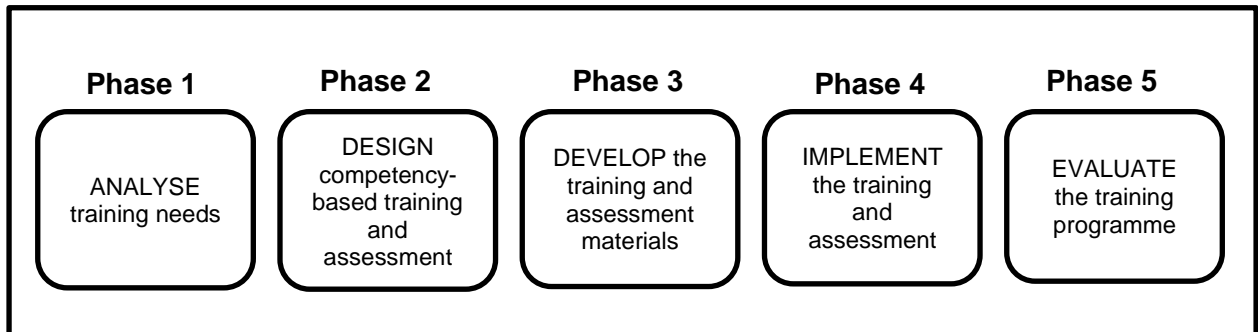 Phase 1
ANALYSE
training needs
Phase 2
DESIGN
competency-
based training
and
assessment
Phase 3
DEVELOP the
training and
assessment
materials
Phase 4
IMPLEMENT
the training
and
assessment
Phase 5
EVALUATE
the training
programme